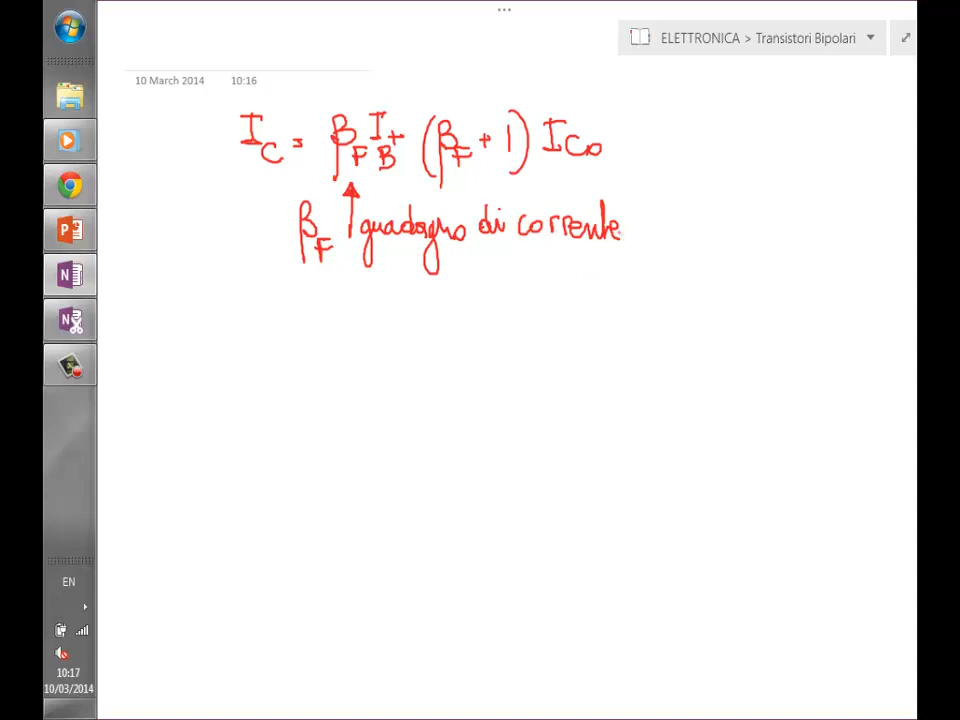 ELETTRONICA > Transistori Bipolari
10 March 2014 10:16
I_C = β_F I_B + (β_F + 1) I_C0
β_F guadagno di corrente
EN
10:17
10/03/2014